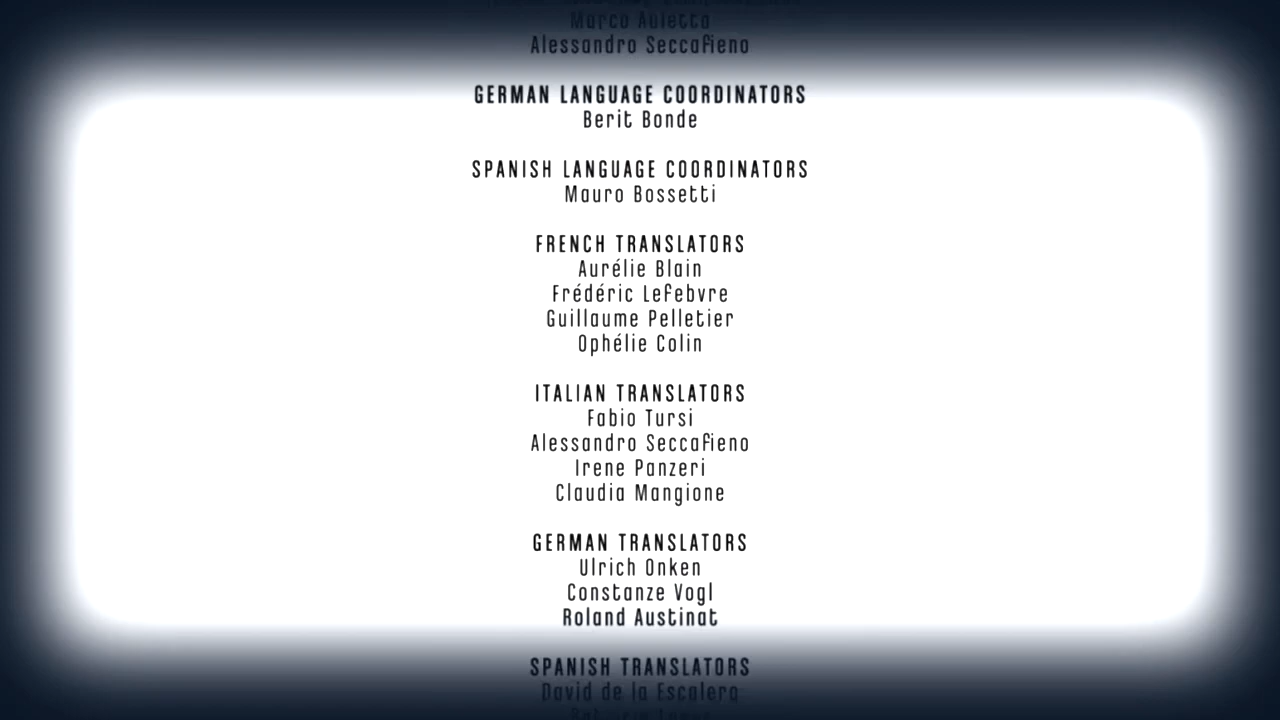 Marco Auletta
Alessandro Seccafieno
GERMAN LANGUAGE COORDINATORS
Berit Bonde
SPANISH LANGUAGE COORDINATORS
Mauro Bossetti
FRENCH TRANSLATORS
Aurélie Blain
Frédéric Lefebvre
Guillaume Pelletier
Ophélie Colin
ITALIAN TRANSLATORS
Fabio Tursi
Alessandro Seccafieno
Irene Panzeri
Claudia Mangione
GERMAN TRANSLATORS
Ulrich Onken
Constanze Vogl
Roland Austinat
SPANISH TRANSLATORS
David de la Escalera